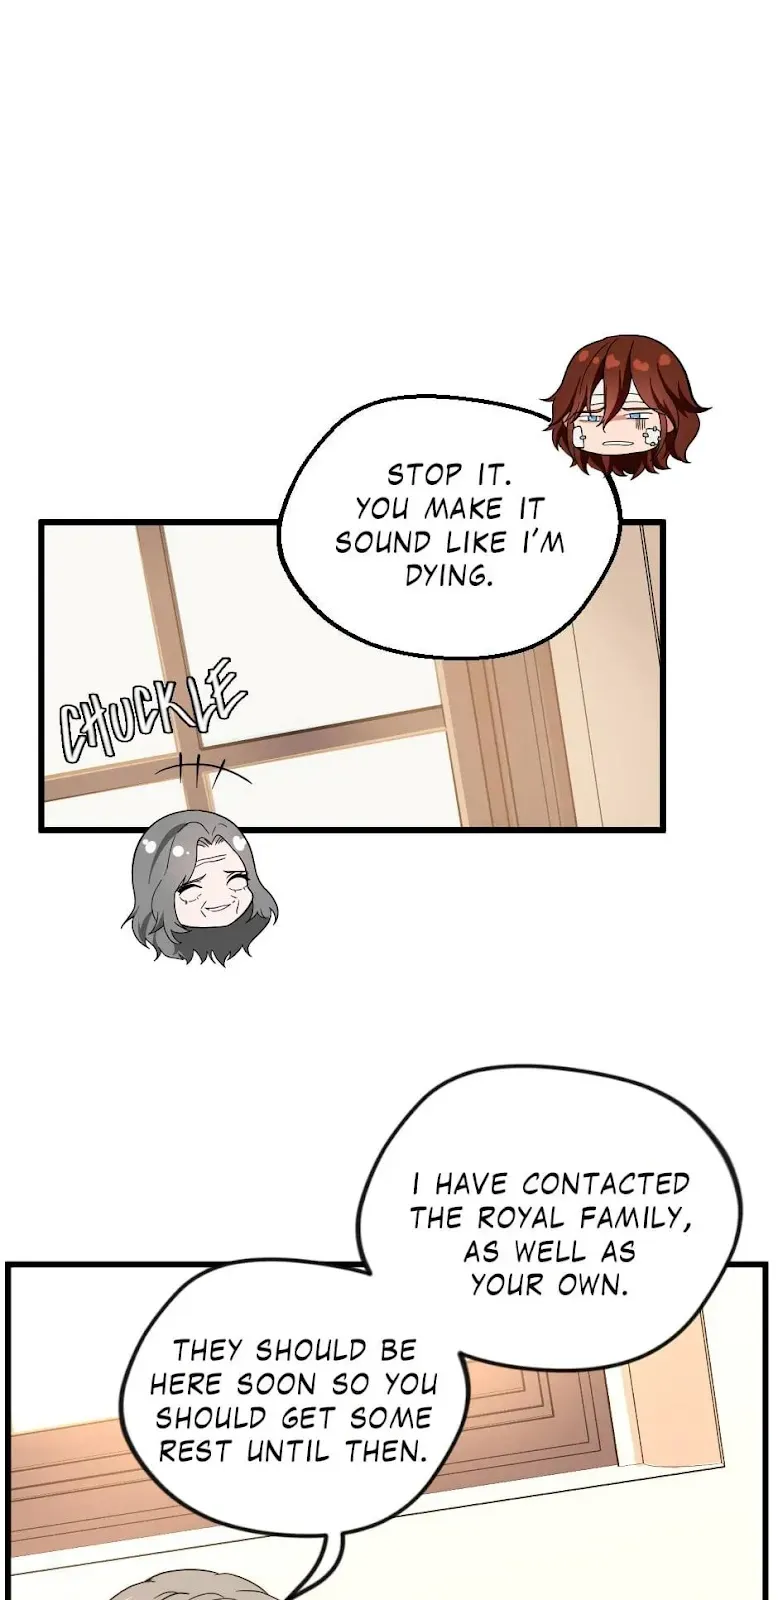 STOP IT.
YOU MAKE IT
SOUND LIKE I'M
DYING.
CHUCKLE
I HAVE CONTACTED
THE ROYAL FAMILY,
AS WELL AS
YOUR OWN.
THEY SHOULD BE
HERE SOON SO YOU
SHOULD GET SOME
REST UNTIL THEN.